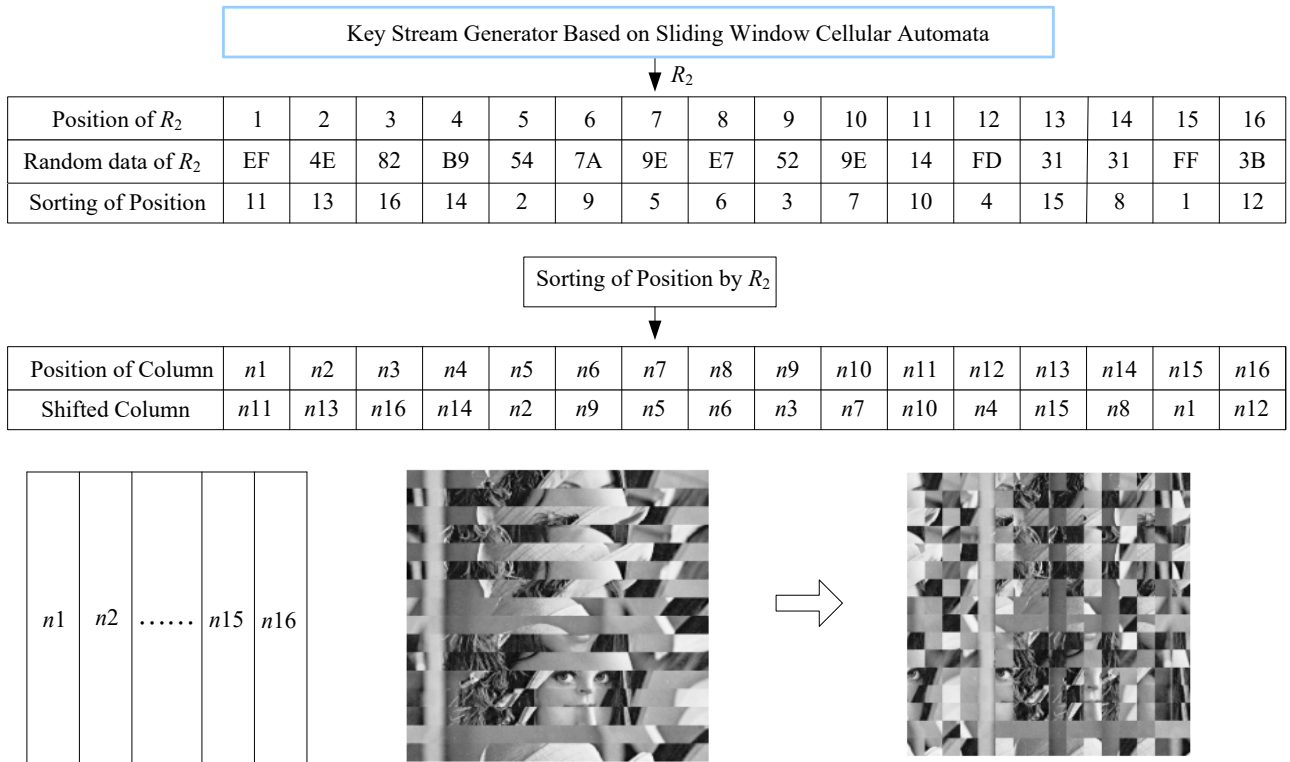 Key Stream Generator Based on Sliding Window Cellular Automata
R2
Position of R2 1 2 3 4 5 6 7 8 9 10 11 12 13 14 15 16
Random data of R2 EF 4E 82 B9 54 7A 9E E7 52 9E 14 FD 31 31 FF 3B
Sorting of Position 11 13 16 14 2 9 5 6 3 7 10 4 15 8 1 12
Sorting of Position by R2
Position of Column n1 n2 n3 n4 n5 n6 n7 n8 n9 n10 n11 n12 n13 n14 n15 n16
Shifted Column n11 n13 n16 n14 n2 n9 n5 n6 n3 n7 n10 n4 n15 n8 n1 n12
n1 n2 …… n15 n16